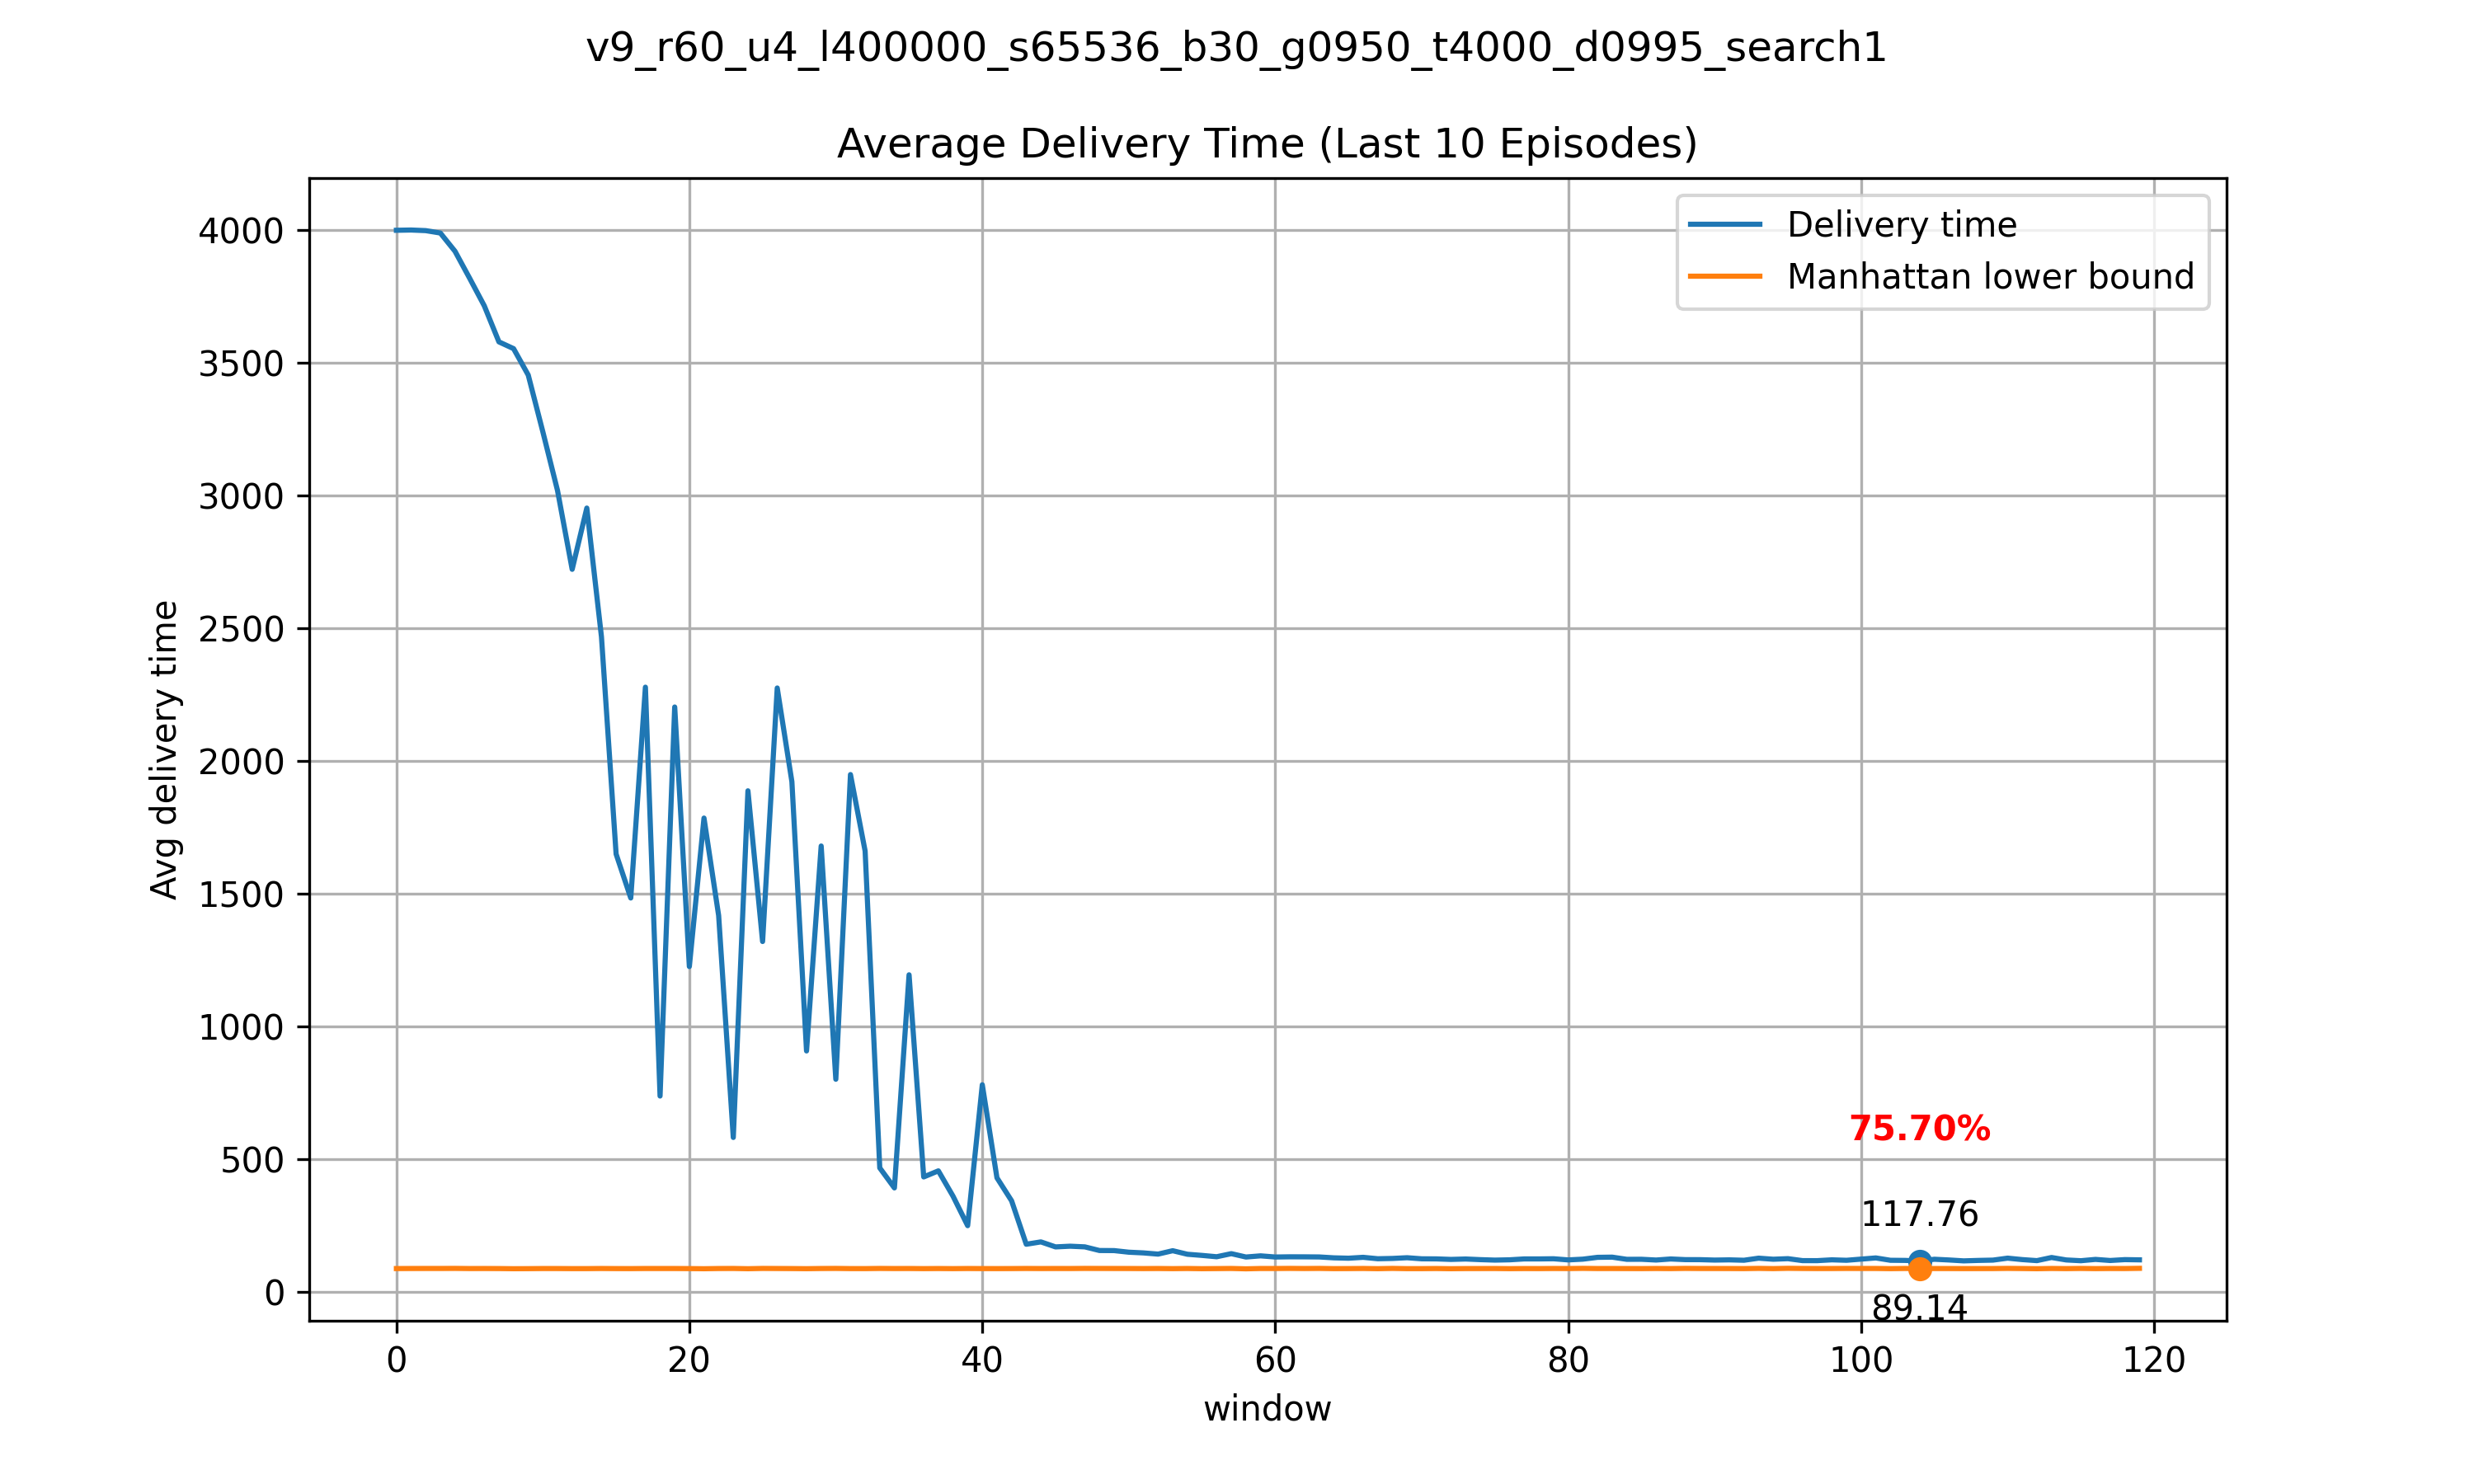 v9_r60_u4_l400000_s65536_b30_g0950_t4000_d0995_search1
Average Delivery Time (Last 10 Episodes)
Delivery time
Manhattan lower bound
Avg delivery time
4000
3500
3000
2500
2000
1500
1000
500
0
75.70%
117.76
89.14
0 20 40 60 80 100 120
window